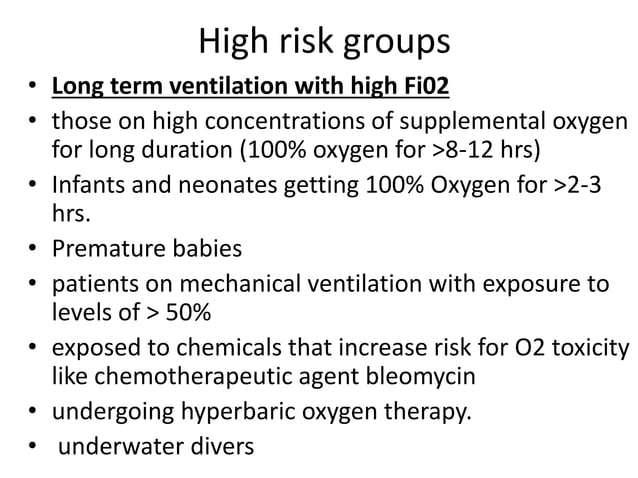 High risk groups
• Long term ventilation with high Fi02
• those on high concentrations of supplemental oxygen
for long duration (100% oxygen for >8-12 hrs)
• Infants and neonates getting 100% Oxygen for >2-3
hrs.
• Premature babies
• patients on mechanical ventilation with exposure to
levels of > 50%
• exposed to chemicals that increase risk for O2 toxicity
like chemotherapeutic agent bleomycin
• undergoing hyperbaric oxygen therapy.
• underwater divers